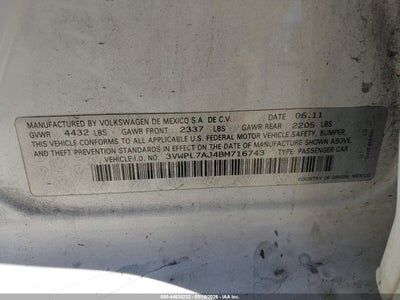 MANUFACTURED BY VOLKSWAGEN DE MEXICO S.A. DE C.V. DATE 06.11
GVWR 4432 LBS GAWR FRONT 2337 LBS GAWR REAR 2205 LBS
THIS VEHICLE CONFORMS TO ALL APPLICABLE U.S. FEDERAL MOTOR VEHICLE SAFETY, BUMPER,
AND THEFT PREVENTION STANDARDS IN EFFECT ON THE DATE OF MANUFACTURE SHOWN ABOVE.
VEHICLE-I.D. NO. 3VWPL7AJ4BM716743 TYPE: PASSENGER CAR
COUNTRY OF ORIGIN: MEXICO